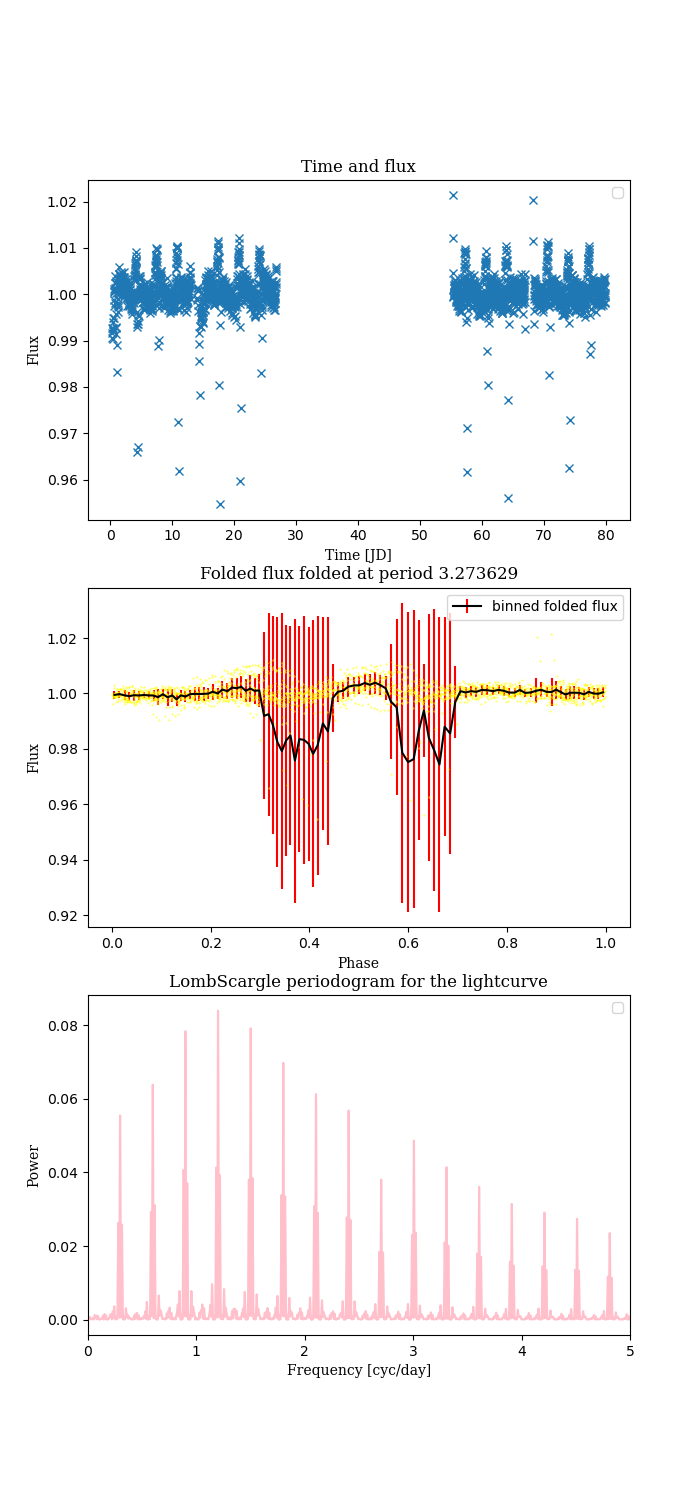 Time and flux
1.02
1.01
1.00
0.99
0.98
0.97
0.96
Flux
0 10 20 30 40 50 60 70 80
Time [JD]
Folded flux folded at period 3.273629
binned folded flux
1.02
1.00
0.98
0.96
0.94
0.92
Flux
0.0 0.2 0.4 0.6 0.8 1.0
Phase
LombScargle periodogram for the lightcurve
0.08
0.06
0.04
0.02
0.00
Power
0 1 2 3 4 5
Frequency [cyc/day]